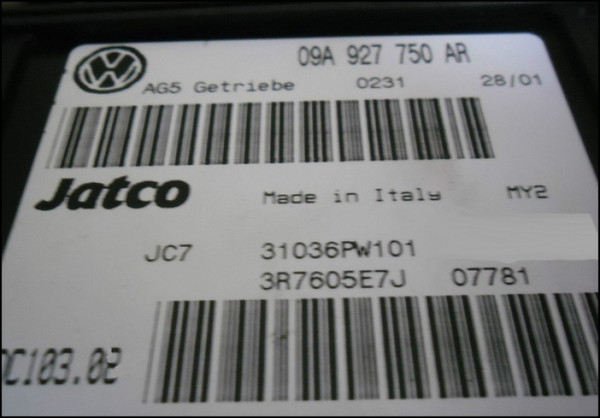 09A 927 750 AR
AG5 Getriebe 0231 28/01
Jatco Made in Italy MY2
JC7 31036PW101
3R7605E7J 07781
C103.02